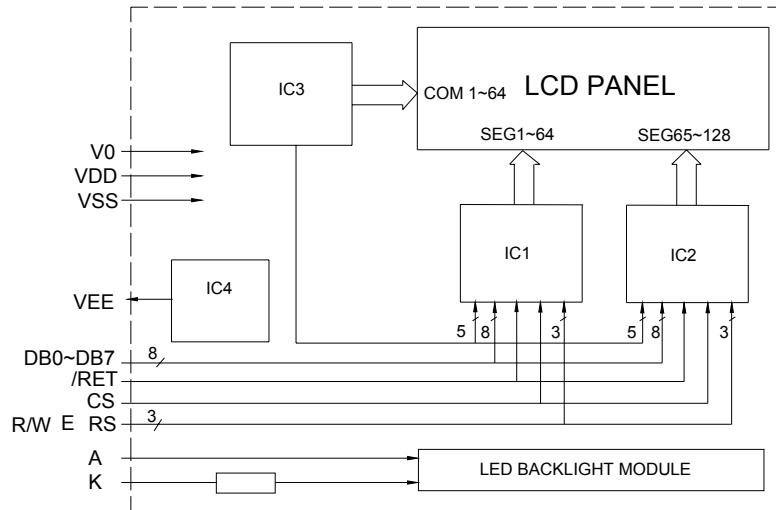 IC3
COM 1~64
LCD PANEL
SEG1~64
SEG65~128
V0
VDD
VSS
IC1
IC2
IC4
VEE
5
8
3
5
8
3
DB0~DB7
8
/RET
CS
R/W E RS
3
A
K
LED BACKLIGHT MODULE